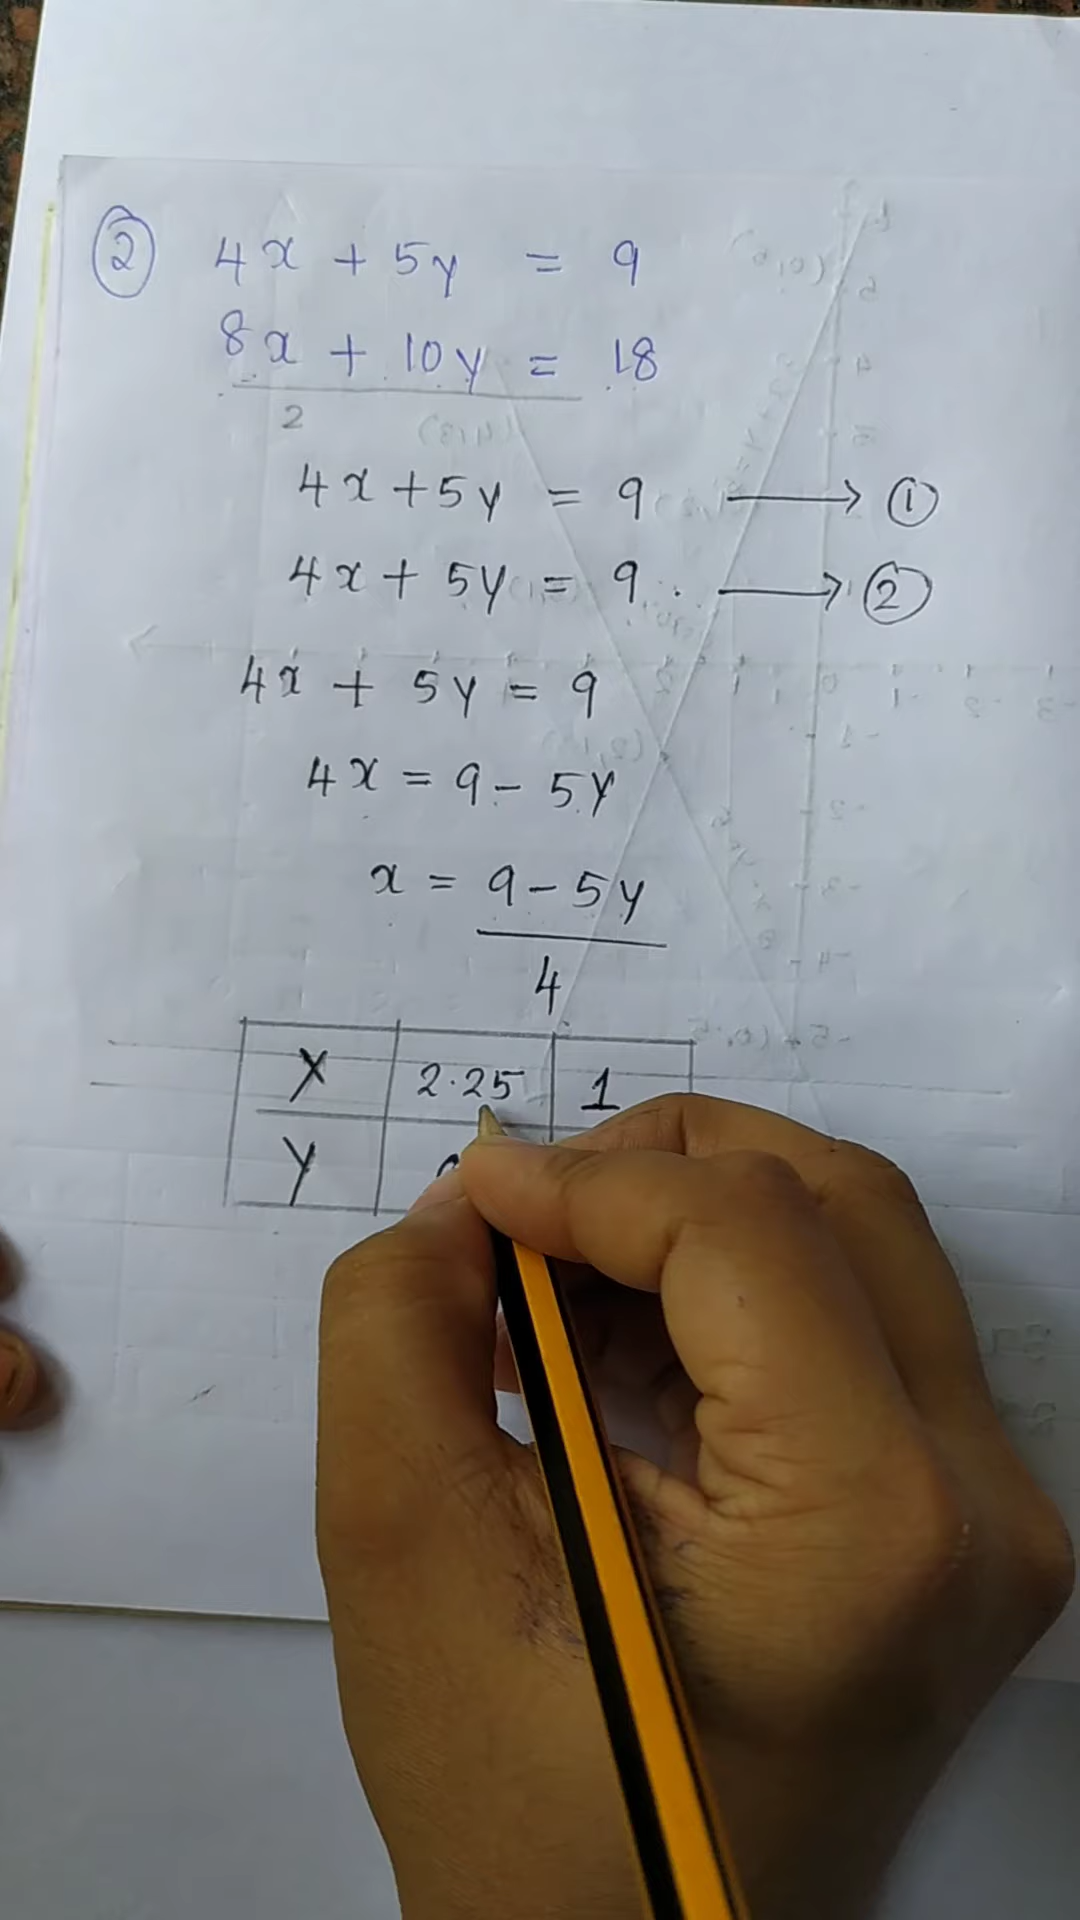 ② 4x + 5y = 9
8x + 10y = 18
2
4x + 5y = 9 ⟶ ①
4x + 5y = 9 . ⟶ ②
4x + 5y = 9
4x = 9 - 5y
x = 9 - 5y
4
X 2.25 1
Y